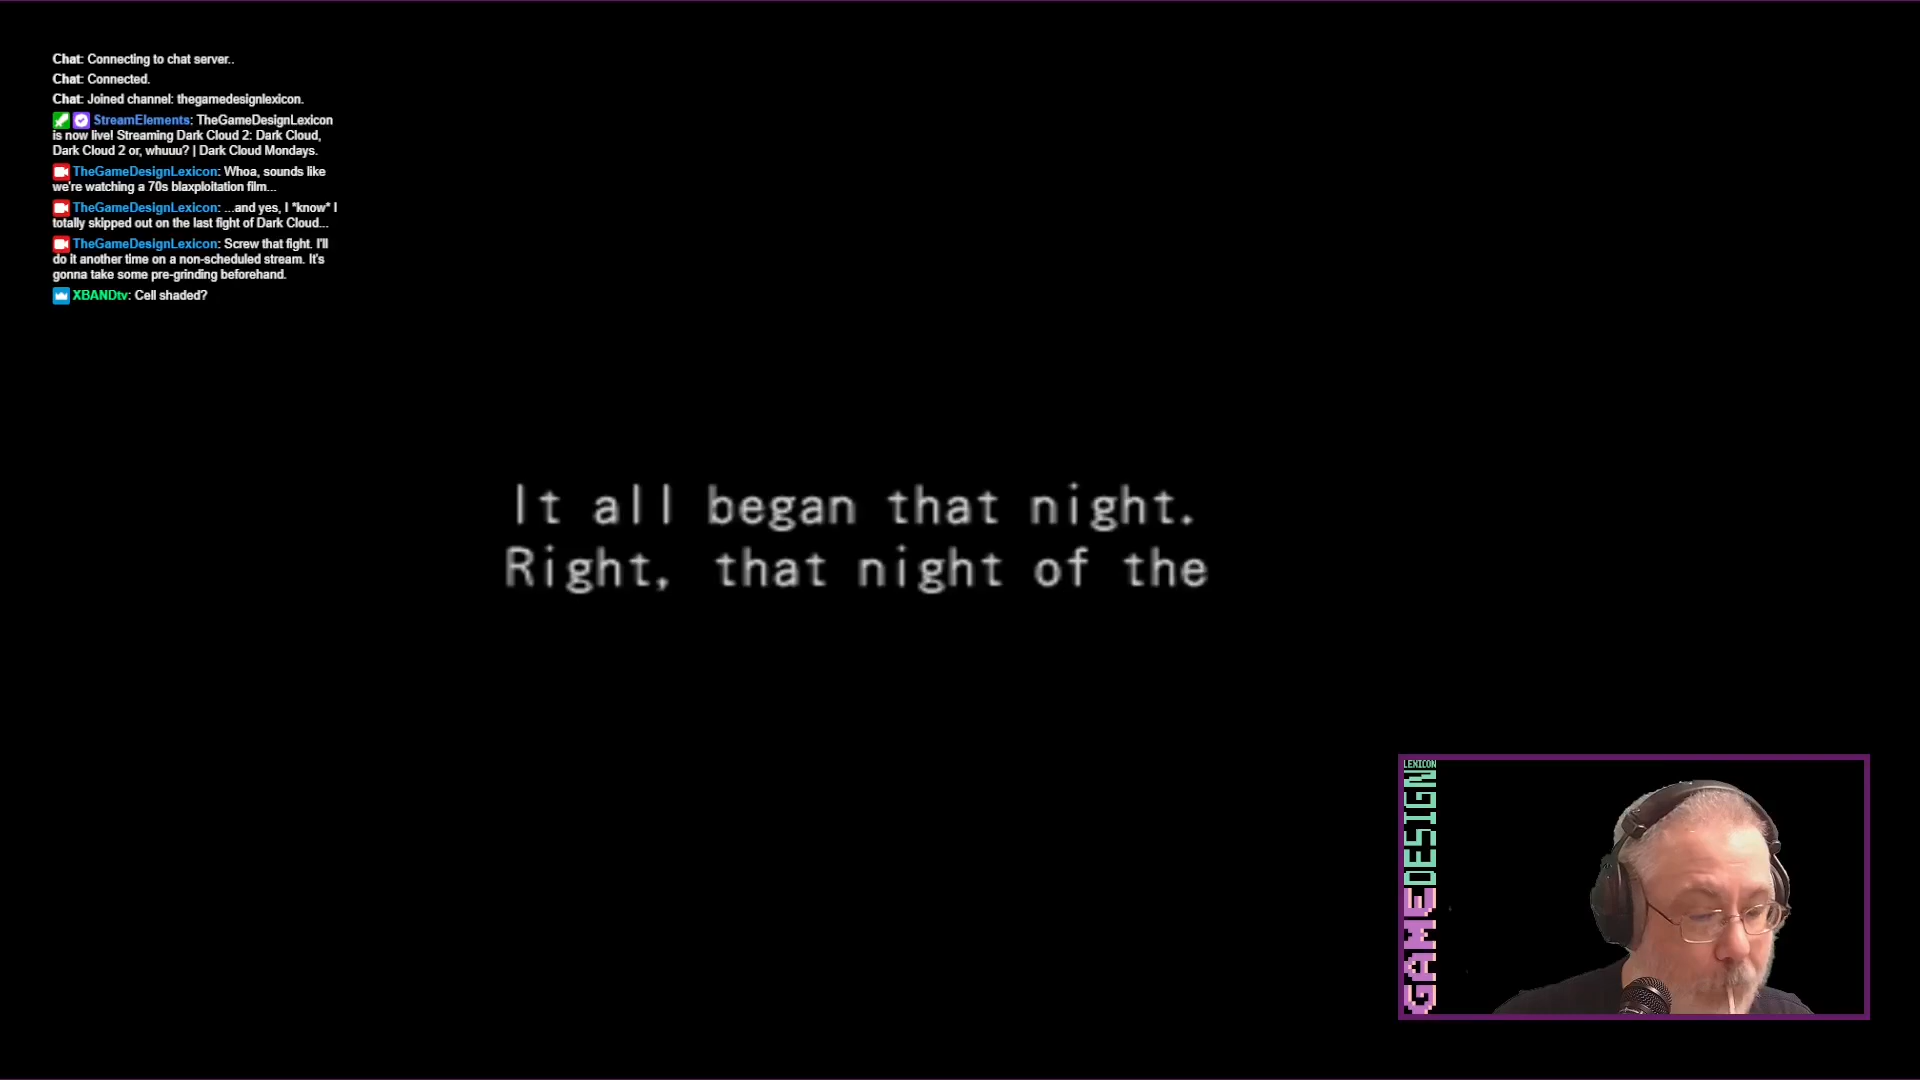 Chat: Connecting to chat server..
Chat: Connected.
Chat: Joined channel: thegamedesignlexicon.
StreamElements: TheGameDesignLexicon
is now live! Streaming Dark Cloud 2: Dark Cloud,
Dark Cloud 2 or, whuuu? | Dark Cloud Mondays.
TheGameDesignLexicon: Whoa, sounds like
we're watching a 70s blaxploitation film...
TheGameDesignLexicon: ...and yes, I *know* I
totally skipped out on the last fight of Dark Cloud...
TheGameDesignLexicon: Screw that fight. I'll
do it another time on a non-scheduled stream. It's
gonna take some pre-grinding beforehand.
XBANDtv: Cell shaded?
It all began that night.
Right, that night of the
LEXICON
GAMEDESIGN